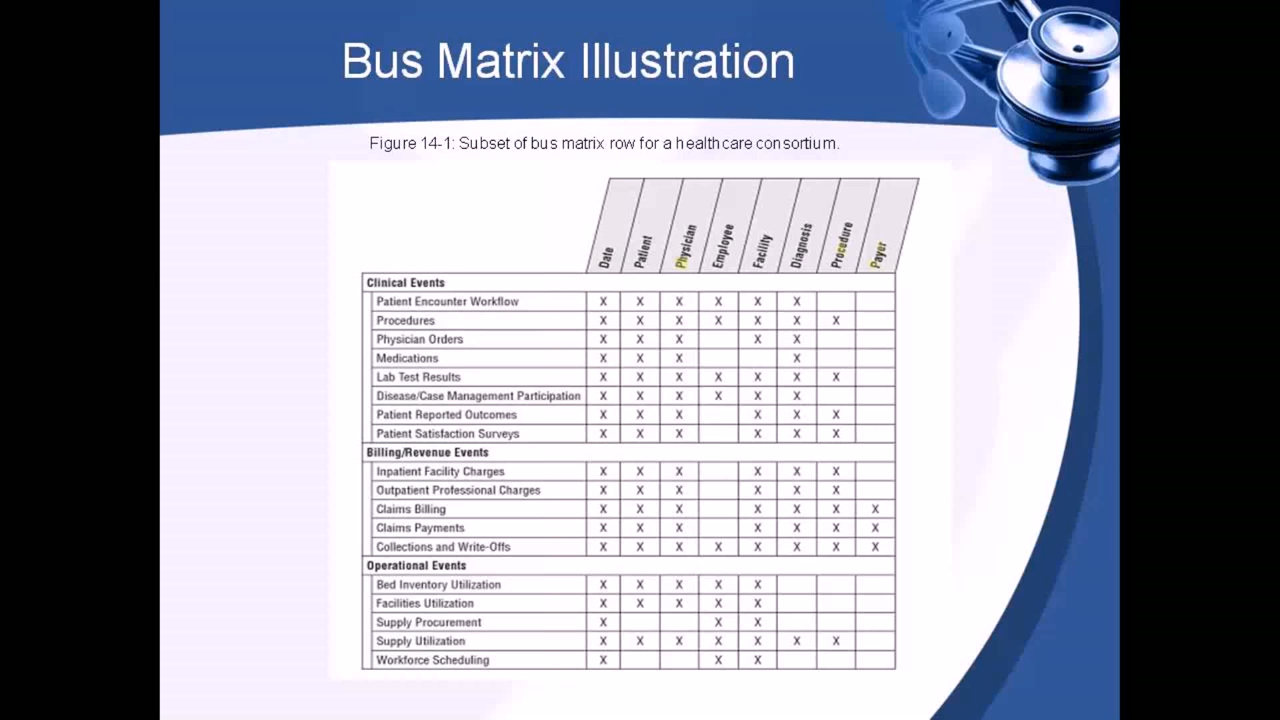 Bus Matrix Illustration
Figure 14-1: Subset of bus matrix row for a healthcare consortium.
Date Patient Physician Employee Facility Diagnosis Procedure Payer
Clinical Events
Patient Encounter Workflow X X X X X X
Procedures X X X X X X X
Physician Orders X X X X X
Medications X X X X
Lab Test Results X X X X X X X
Disease/Case Management Participation X X X X X X
Patient Reported Outcomes X X X X X X
Patient Satisfaction Surveys X X X X X X
Billing/Revenue Events
Inpatient Facility Charges X X X X X X
Outpatient Professional Charges X X X X X X
Claims Billing X X X X X X X
Claims Payments X X X X X X X
Collections and Write-Offs X X X X X X X X
Operational Events
Bed Inventory Utilization X X X X X
Facilities Utilization X X X X X
Supply Procurement X X X
Supply Utilization X X X X X X X
Workforce Scheduling X X X